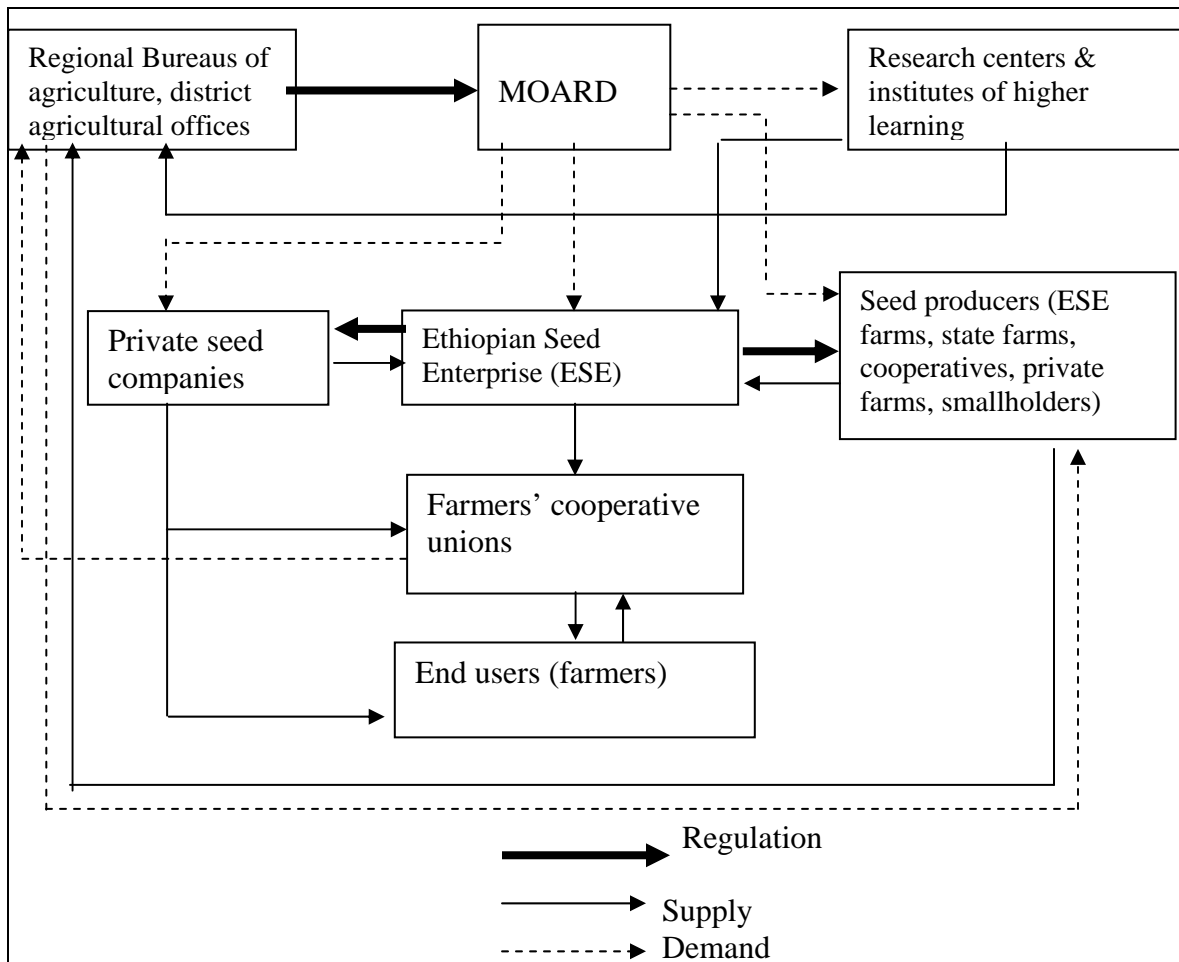 Regional Bureaus of
agriculture, district
agricultural offices
MOARD
Research centers &
institutes of higher
learning
Private seed
companies
Ethiopian Seed
Enterprise (ESE)
Seed producers (ESE
farms, state farms,
cooperatives, private
farms, smallholders)
Farmers’ cooperative
unions
End users (farmers)
Regulation
Supply
Demand